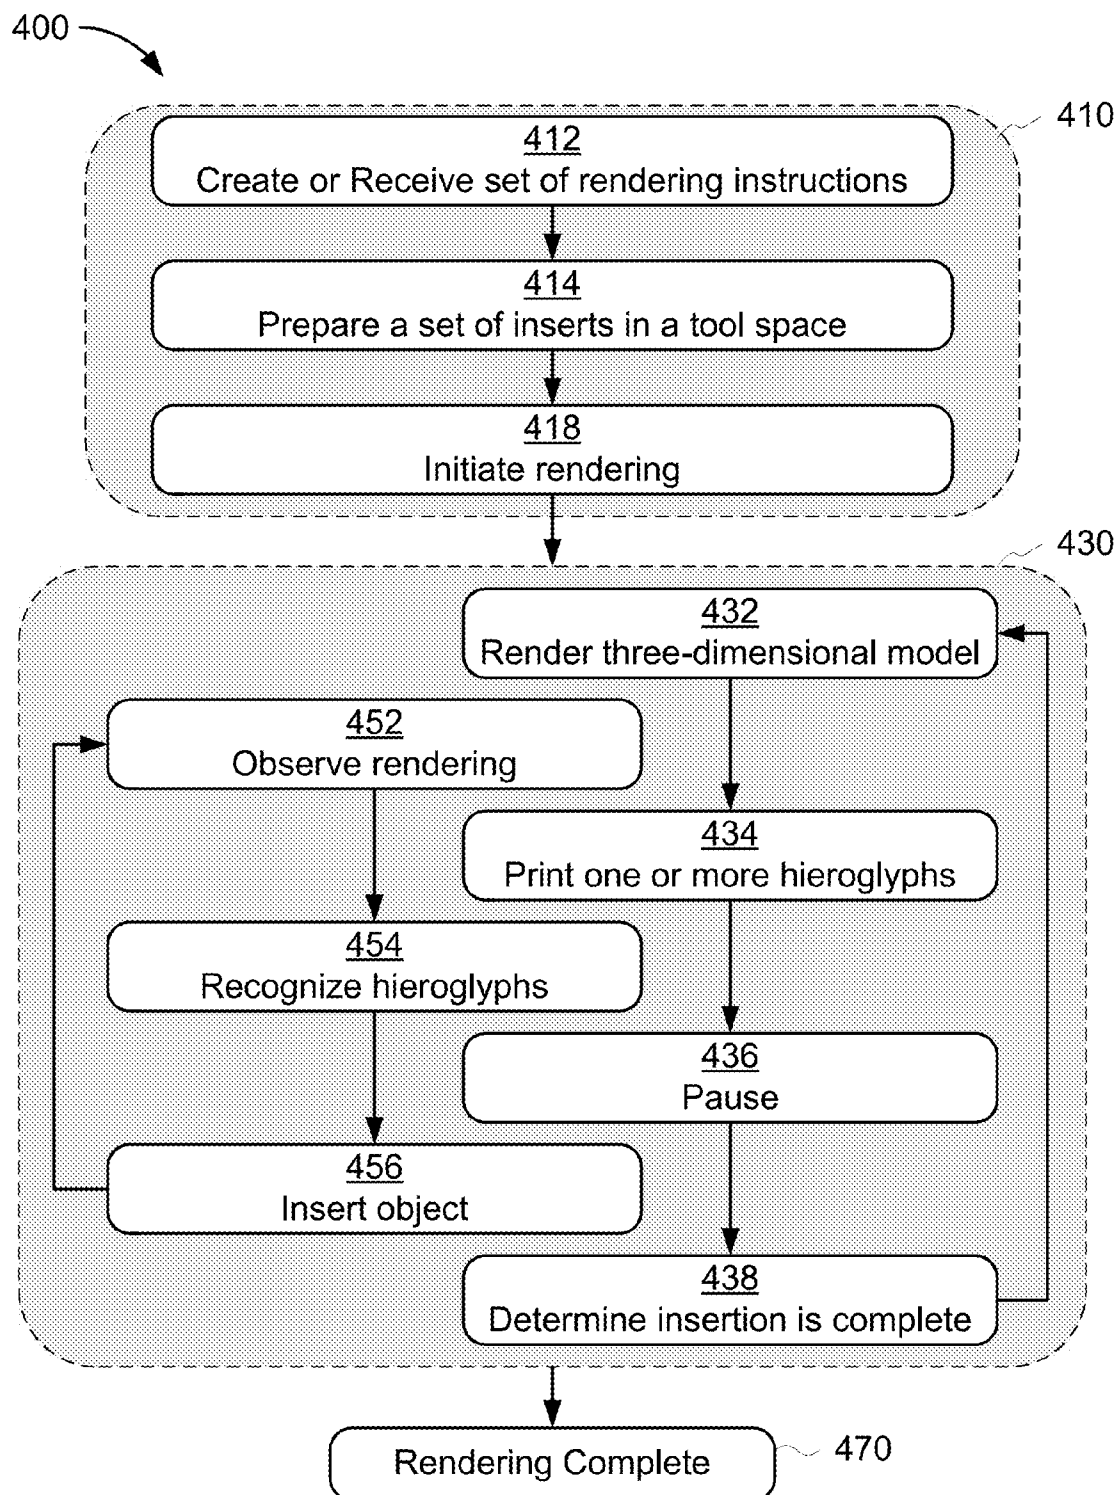 400
410
412
Create or Receive set of rendering instructions
414
Prepare a set of inserts in a tool space
418
Initiate rendering
430
432
Render three-dimensional model
452
Observe rendering
434
Print one or more hieroglyphs
454
Recognize hieroglyphs
436
Pause
456
Insert object
438
Determine insertion is complete
Rendering Complete
470